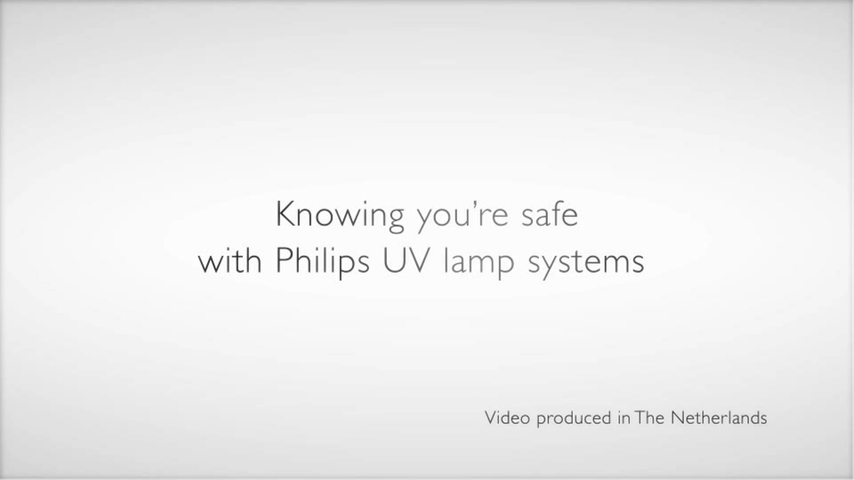 Knowing you're safe
with Philips UV lamp systems
Video produced in The Netherlands